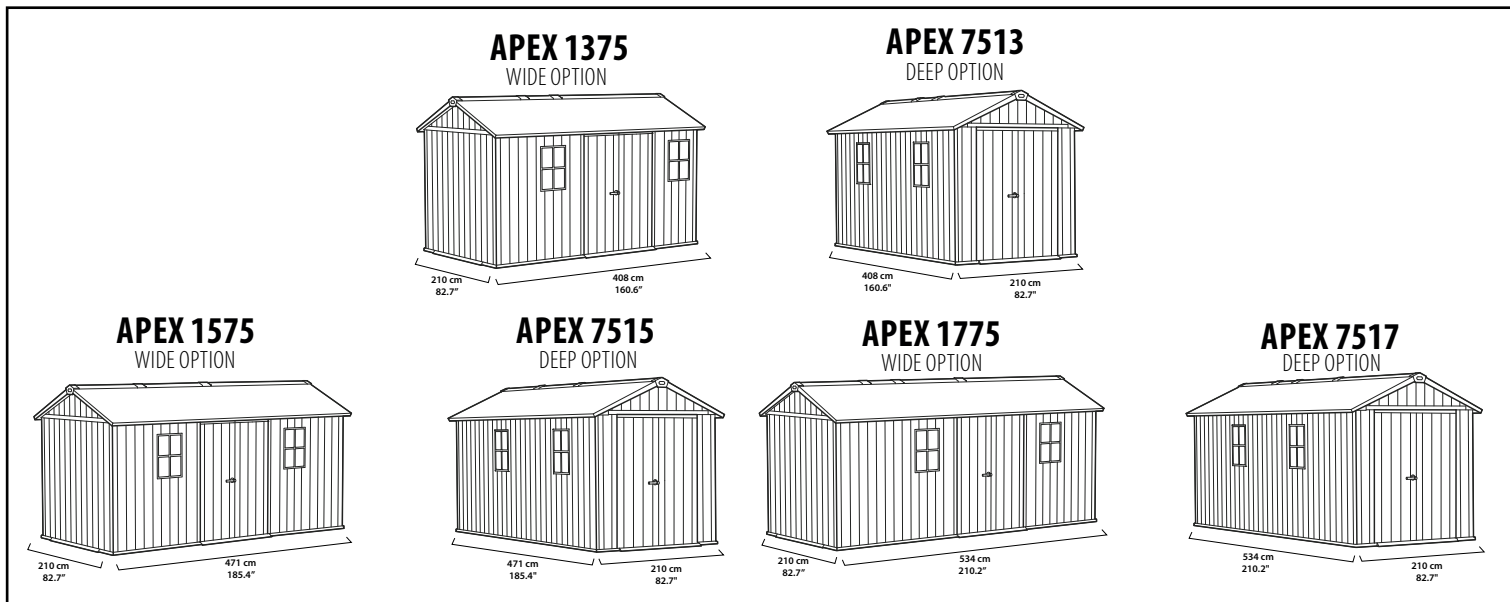 APEX 1375
WIDE OPTION
210 cm
82.7”
408 cm
160.6”
APEX 7513
DEEP OPTION
408 cm
160.6"
210 cm
82.7"
APEX 1575
WIDE OPTION
210 cm
82.7”
471 cm
185.4”
APEX 7515
DEEP OPTION
471 cm
185.4"
210 cm
82.7"
APEX 1775
WIDE OPTION
210 cm
82.7”
534 cm
210.2”
APEX 7517
DEEP OPTION
534 cm
210.2"
210 cm
82.7"